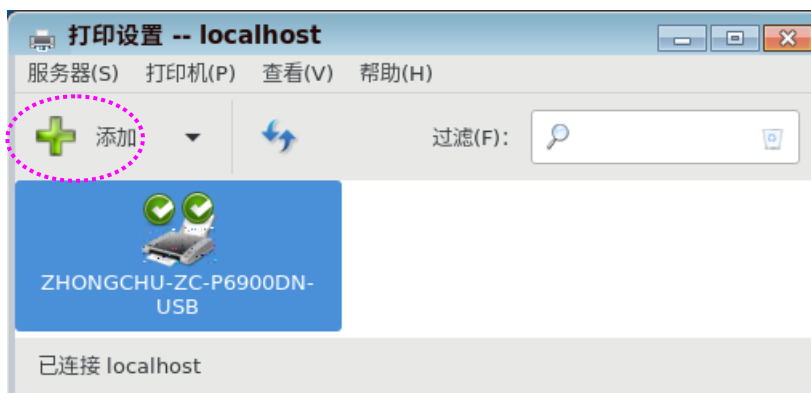 打印设置 -- localhost
服务器(S) 打印机(P) 查看(V) 帮助(H)
添加 过滤(F):
ZHONGCHU-ZC-P6900DN-
USB
已连接 localhost